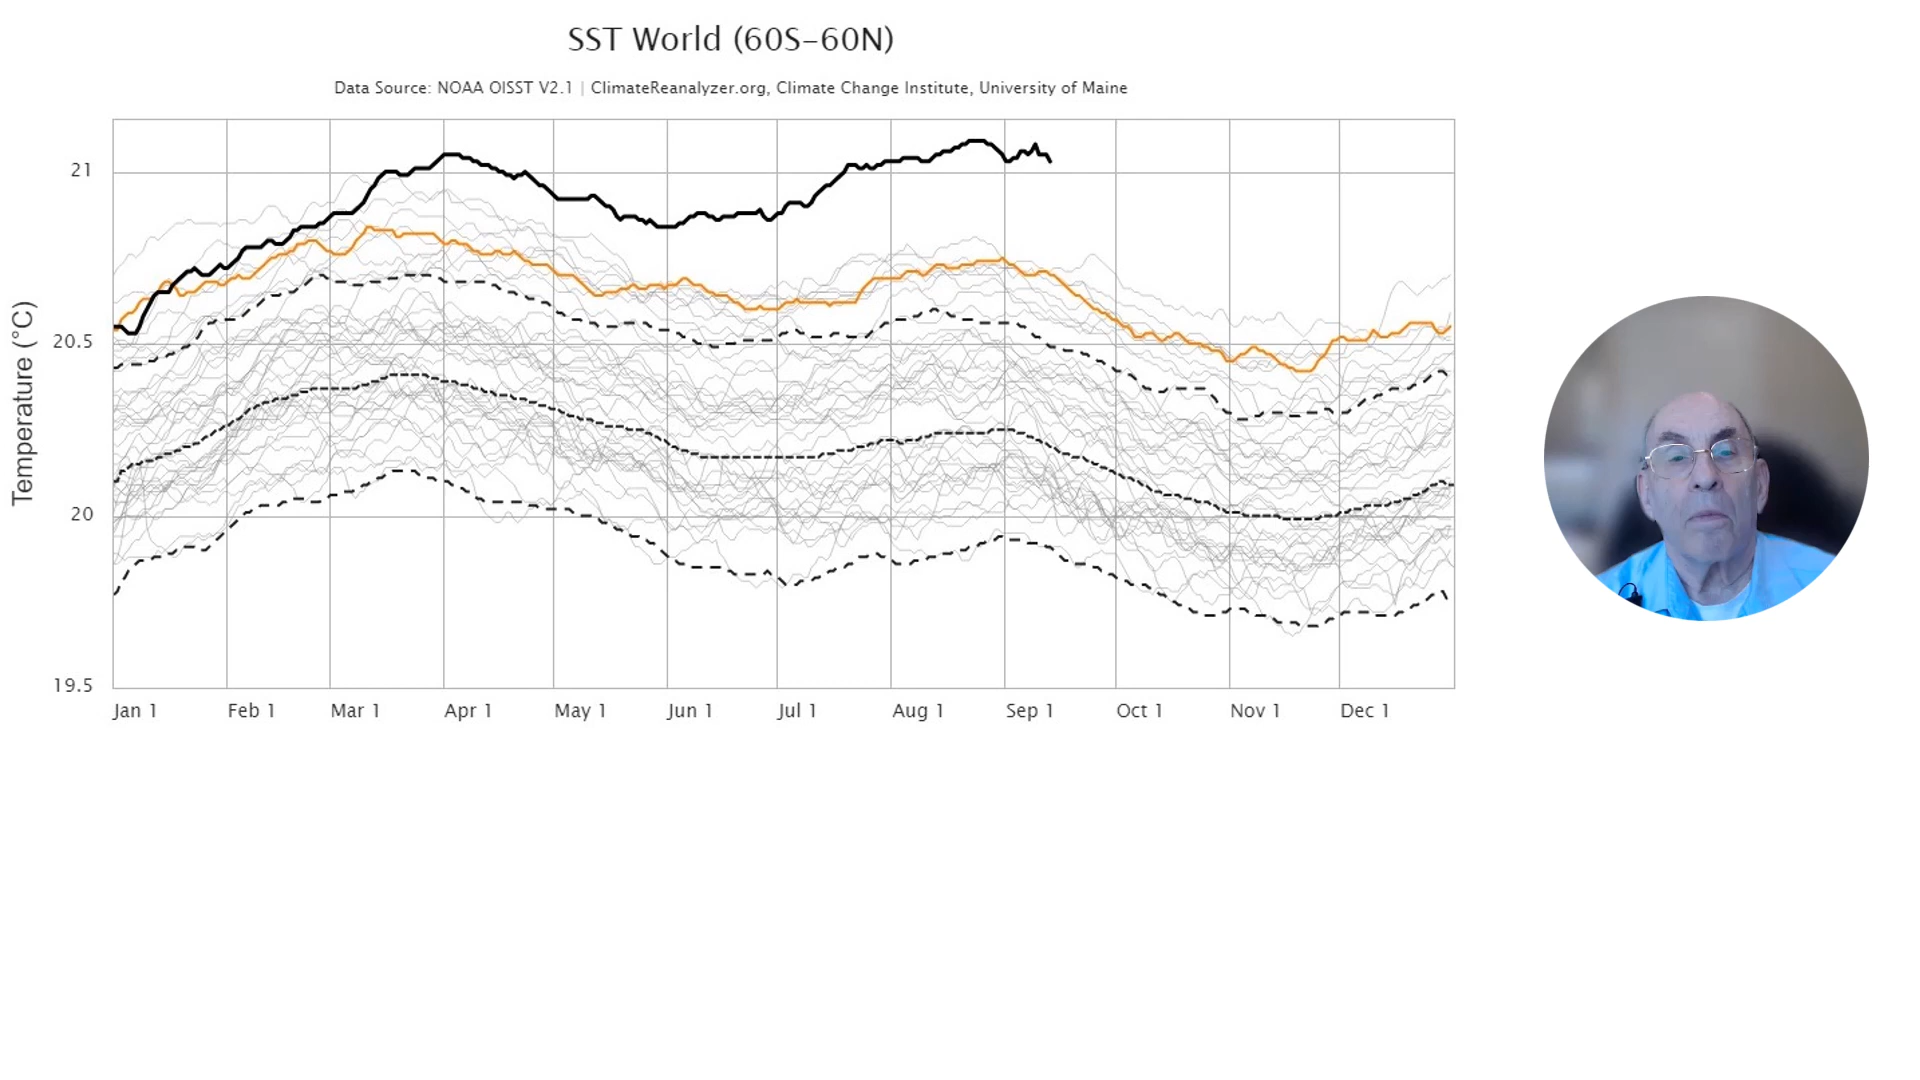 SST World (60S–60N)
Data Source: NOAA OISST V2.1 | ClimateReanalyzer.org, Climate Change Institute, University of Maine
Temperature (°C)
21
20.5
20
19.5
Jan 1 Feb 1 Mar 1 Apr 1 May 1 Jun 1 Jul 1 Aug 1 Sep 1 Oct 1 Nov 1 Dec 1